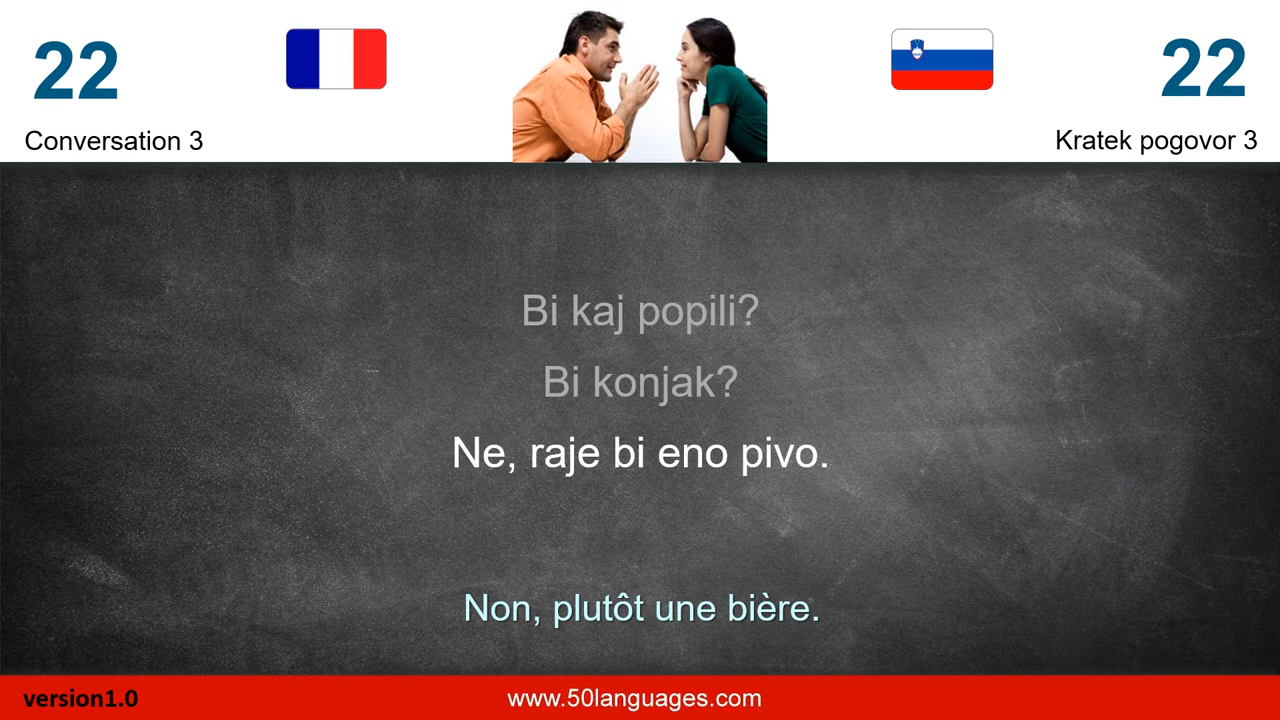 22
22
Conversation 3
Kratek pogovor 3
Bi kaj popili?
Bi konjak?
Ne, raje bi eno pivo.
Non, plutôt une bière.
version1.0
www.50languages.com